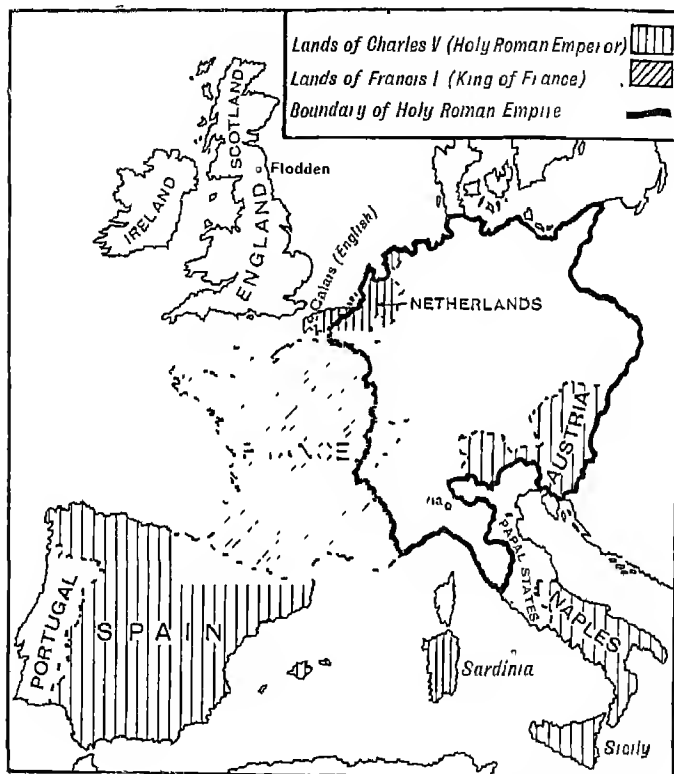 Lands of Charles V (Holy Roman Emperor)
Lands of Francis I (King of France)
Boundary of Holy Roman Empire
SCOTLAND
Flodden
IRELAND
ENGLAND
Calais (English)
NETHERLANDS
AUSTRIA
PAPAL STATES
NAPLES
PORTUGAL
SPAIN
Sardinia
Sicily